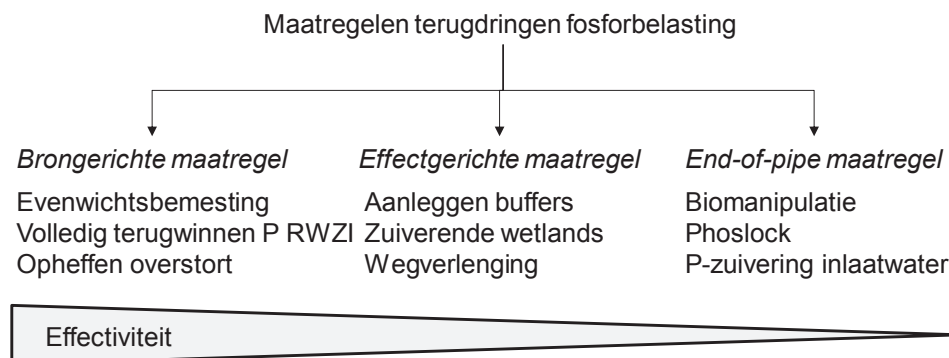 Maatregelen terugdringen fosforbelasting
Brongerichte maatregel
Evenwichtsbemesting
Volledig terugwinnen P RWZI
Opheffen overstort
Effectgerichte maatregel
Aanleggen buffers
Zuiverende wetlands
Wegverlenging
End-of-pipe maatregel
Biomanipulatie
Phoslock
P-zuivering inlaatwater
Effectiviteit